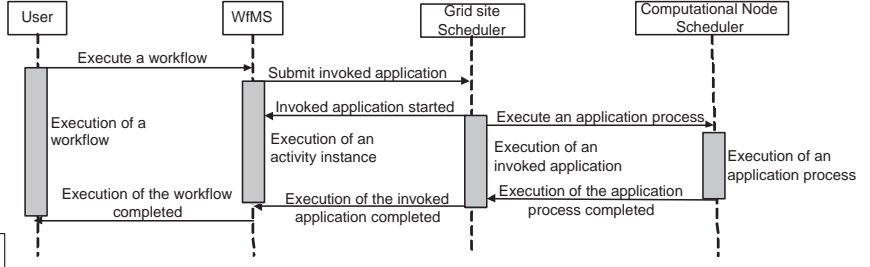 User
WfMS
Grid site
Scheduler
Computational Node
Scheduler
Execute a workflow
Submit invoked application
Invoked application started
Execute an application process
Execution of a
workflow
Execution of an
activity instance
Execution of an
invoked application
Execution of an
application process
Execution of the workflow
completed
Execution of the invoked
application completed
Execution of the application
process completed